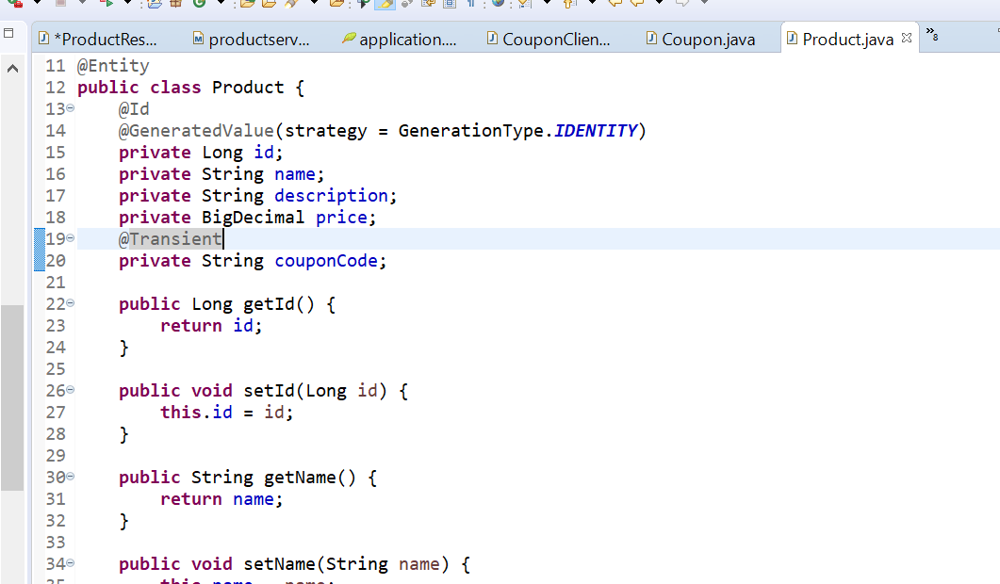 *ProductRes... productserv... application.... CouponClien... Coupon.java Product.java »8
11 @Entity
12 public class Product {
13 @Id
14 @GeneratedValue(strategy = GenerationType.IDENTITY)
15 private Long id;
16 private String name;
17 private String description;
18 private BigDecimal price;
19 @Transient
20 private String couponCode;
21
22 public Long getId() {
23 return id;
24 }
25
26 public void setId(Long id) {
27 this.id = id;
28 }
29
30 public String getName() {
31 return name;
32 }
33
34 public void setName(String name) {